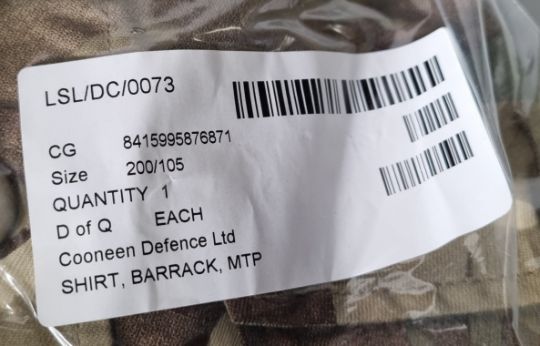 LSL/DC/0073
CG 8415995876871
Size 200/105
QUANTITY 1
D of Q EACH
Cooneen Defence Ltd
SHIRT, BARRACK, MTP